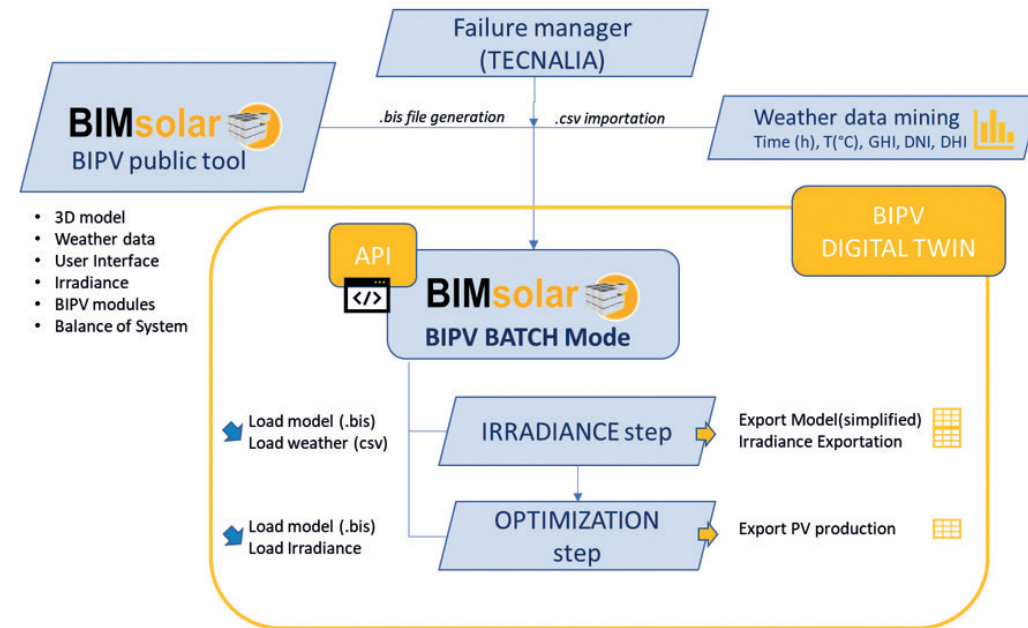 Failure manager
(TECNALIA)
BIMsolar
BIPV public tool
.bis file generation
.csv importation
Weather data mining
Time (h), T(°C), GHI, DNI, DHI
• 3D model
• Weather data
• User Interface
• Irradiance
• BIPV modules
• Balance of System
BIPV
DIGITAL TWIN
API
</>
BIMsolar
BIPV BATCH Mode
Load model (.bis)
Load weather (csv)
IRRADIANCE step
Export Model(simplified)
Irradiance Exportation
Load model (.bis)
Load Irradiance
OPTIMIZATION
step
Export PV production